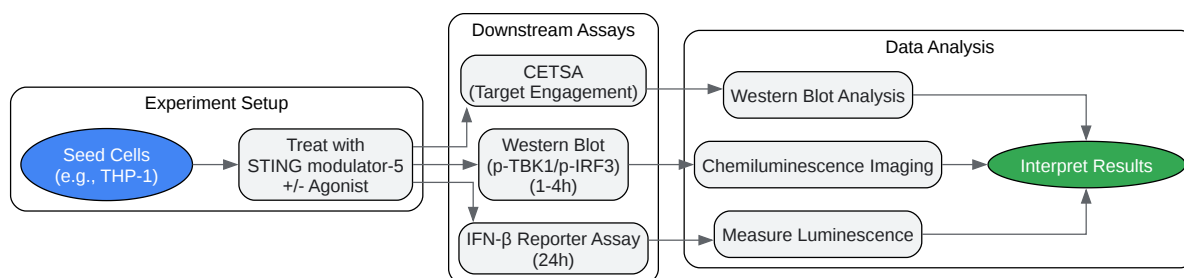 Experiment Setup
Seed Cells
(e.g., THP-1)
Treat with
STING modulator-5
+/- Agonist
Downstream Assays
CETSA
(Target Engagement)
Western Blot
(p-TBK1/p-IRF3)
(1-4h)
IFN-β Reporter Assay
(24h)
Data Analysis
Western Blot Analysis
Chemiluminescence Imaging
Measure Luminescence
Interpret Results